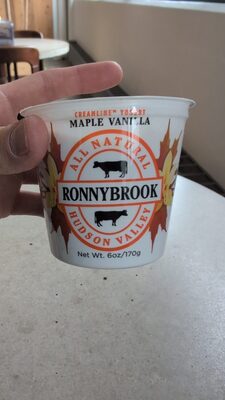 CREAMLINE YOGURT
MAPLE VANILLA
ALL NATURAL
RONNYBROOK
HUDSON VALLEY
Net Wt. 6oz/170g